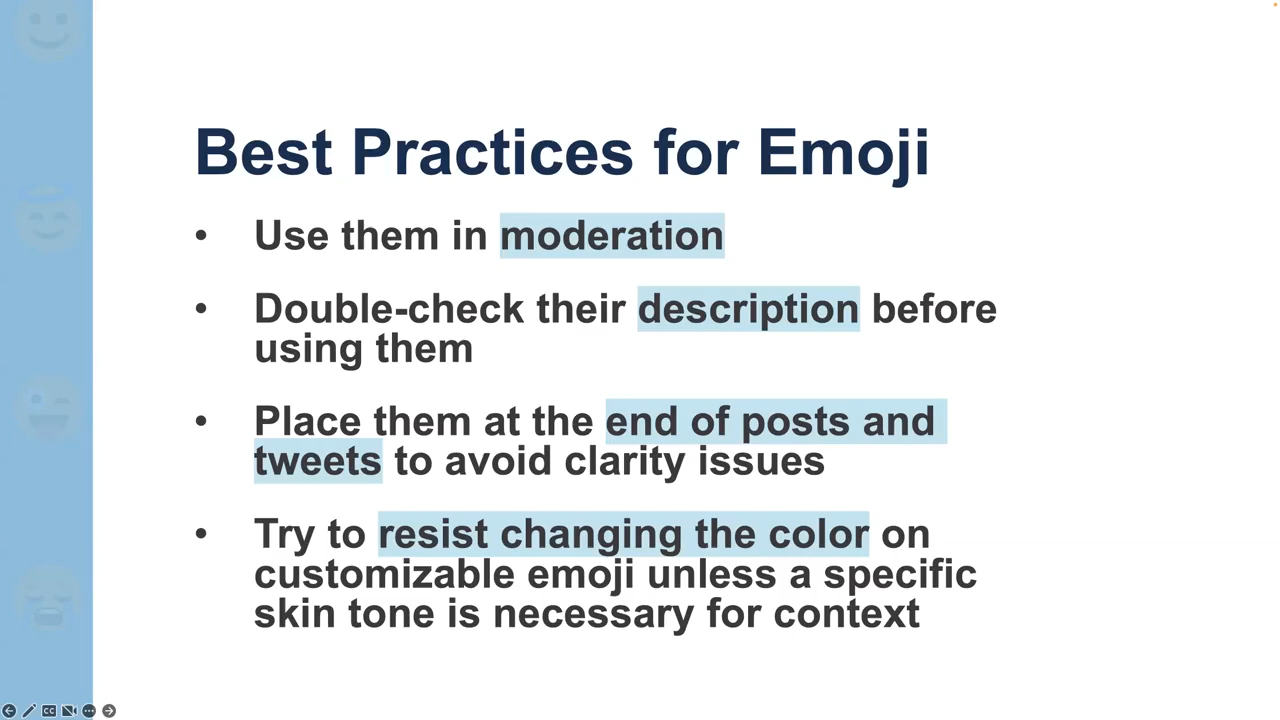 Best Practices for Emoji
• Use them in moderation
• Double-check their description before
using them
• Place them at the end of posts and
tweets to avoid clarity issues
• Try to resist changing the color on
customizable emoji unless a specific
skin tone is necessary for context
CC